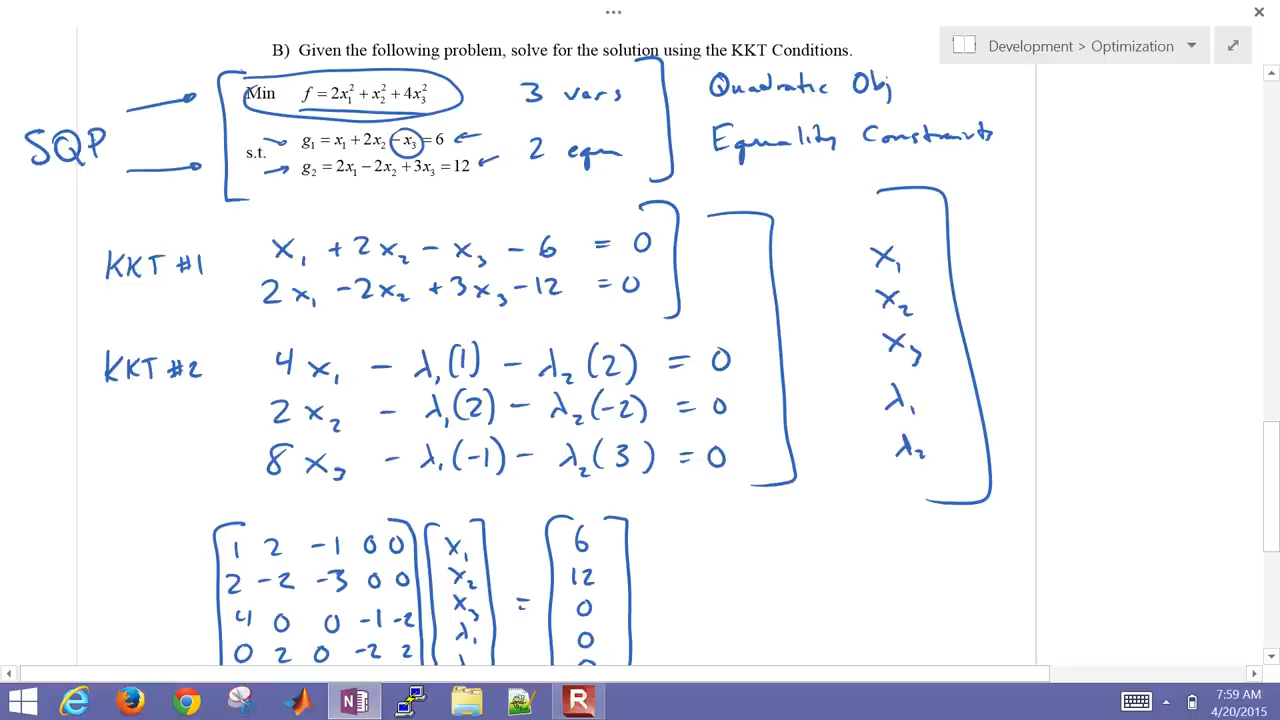 B) Given the following problem, solve for the solution using the KKT Conditions.
Development > Optimization
Min f = 2x₁² + x₂² + 4x₃²
3 vars
Quadratic Obj
SQP
s.t.
g₁ = x₁ + 2x₂ − x₃ = 6
g₂ = 2x₁ − 2x₂ + 3x₃ = 12
2 eqn
Equality Constraints
KKT #1
x₁ + 2x₂ − x₃ − 6 = 0
2x₁ − 2x₂ + 3x₃ − 12 = 0
KKT #2
4x₁ − λ₁(1) − λ₂(2) = 0
2x₂ − λ₁(2) − λ₂(−2) = 0
8x₃ − λ₁(−1) − λ₂(3) = 0
x₁
x₂
x₃
λ₁
λ₂
1 2 −1 0 0 x₁ 6
2 −2 −3 0 0 x₂ = 12
4 0 0 −1 −2 x₃ 0
0 2 0 −2 2 λ₁ 0
7:59 AM
4/20/2015